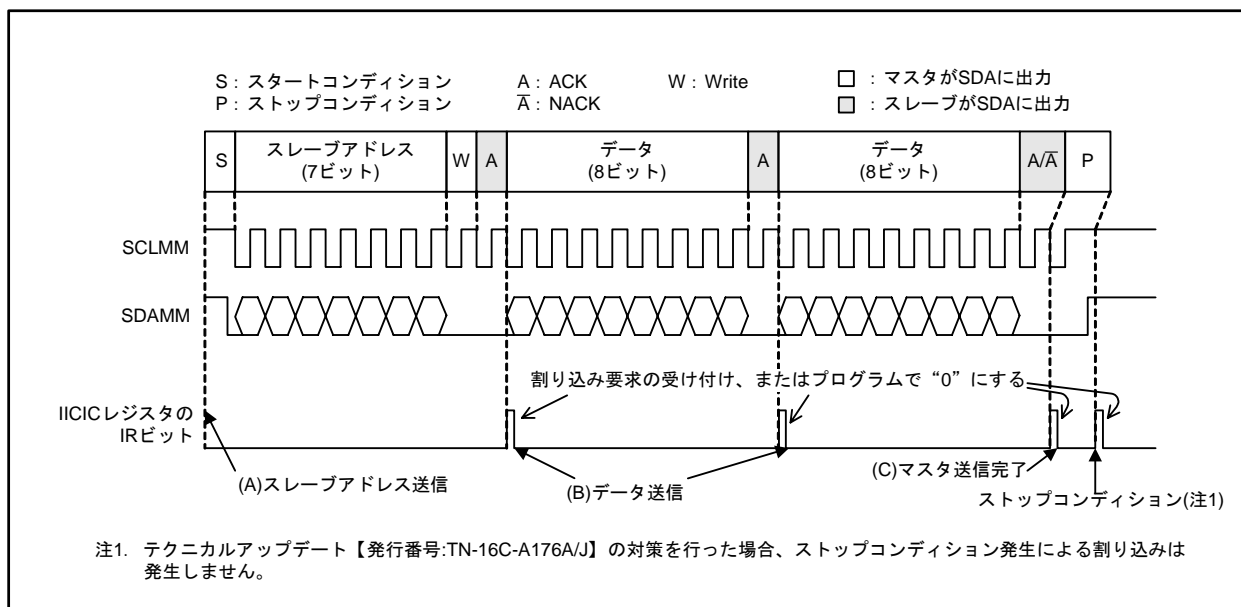 S : スタートコンディション A : ACK W : Write □ : マスタがSDAに出力
P : ストップコンディション A̅ : NACK ■ : スレーブがSDAに出力
S スレーブアドレス (7ビット) W A データ (8ビット) A データ (8ビット) A/A̅ P
SCLMM
SDAMM
割り込み要求の受け付け、またはプログラムで“0”にする
IICICレジスタの
IRビット
(A)スレーブアドレス送信
(B)データ送信
(C)マスタ送信完了
ストップコンディション(注1)
注1. テクニカルアップデート【発行番号:TN-16C-A176A/J】の対策を行った場合、ストップコンディション発生による割り込みは
発生しません。